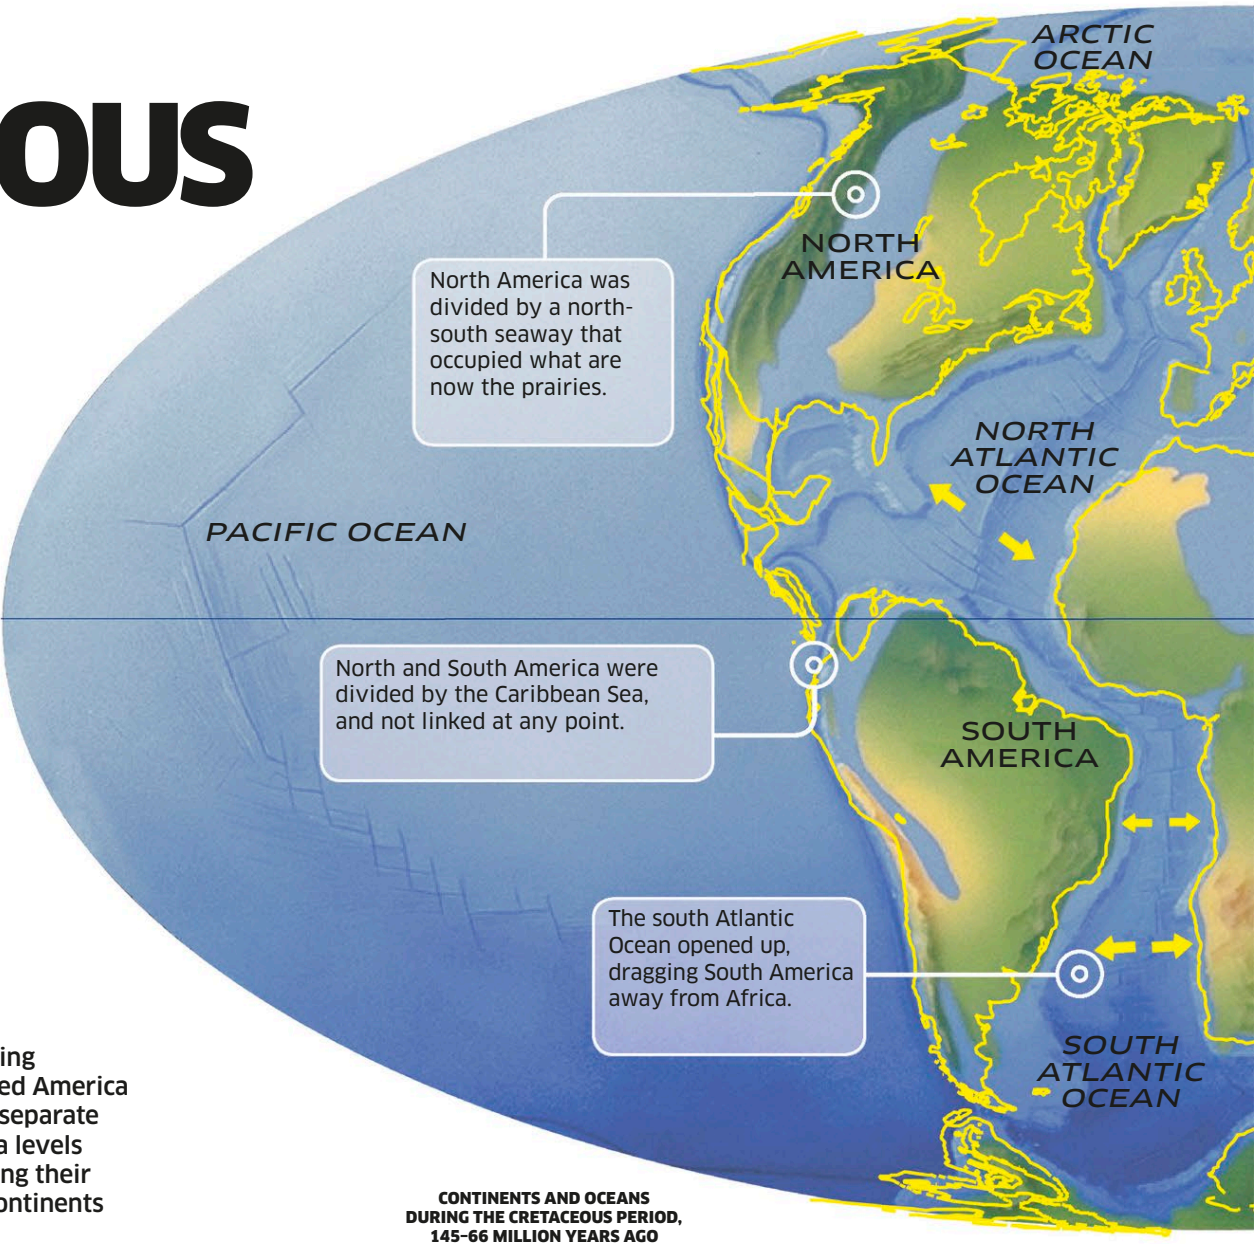 OUS
ARCTIC
OCEAN
NORTH
AMERICA
North America was
divided by a north-
south seaway that
occupied what are
now the prairies.
NORTH
ATLANTIC
OCEAN
PACIFIC OCEAN
North and South America were
divided by the Caribbean Sea,
and not linked at any point.
SOUTH
AMERICA
The south Atlantic
Ocean opened up,
dragging South America
away from Africa.
SOUTH
ATLANTIC
OCEAN
ing
ed America
separate
a levels
ng their
ontinents
CONTINENTS AND OCEANS
DURING THE CRETACEOUS PERIOD,
145–66 MILLION YEARS AGO